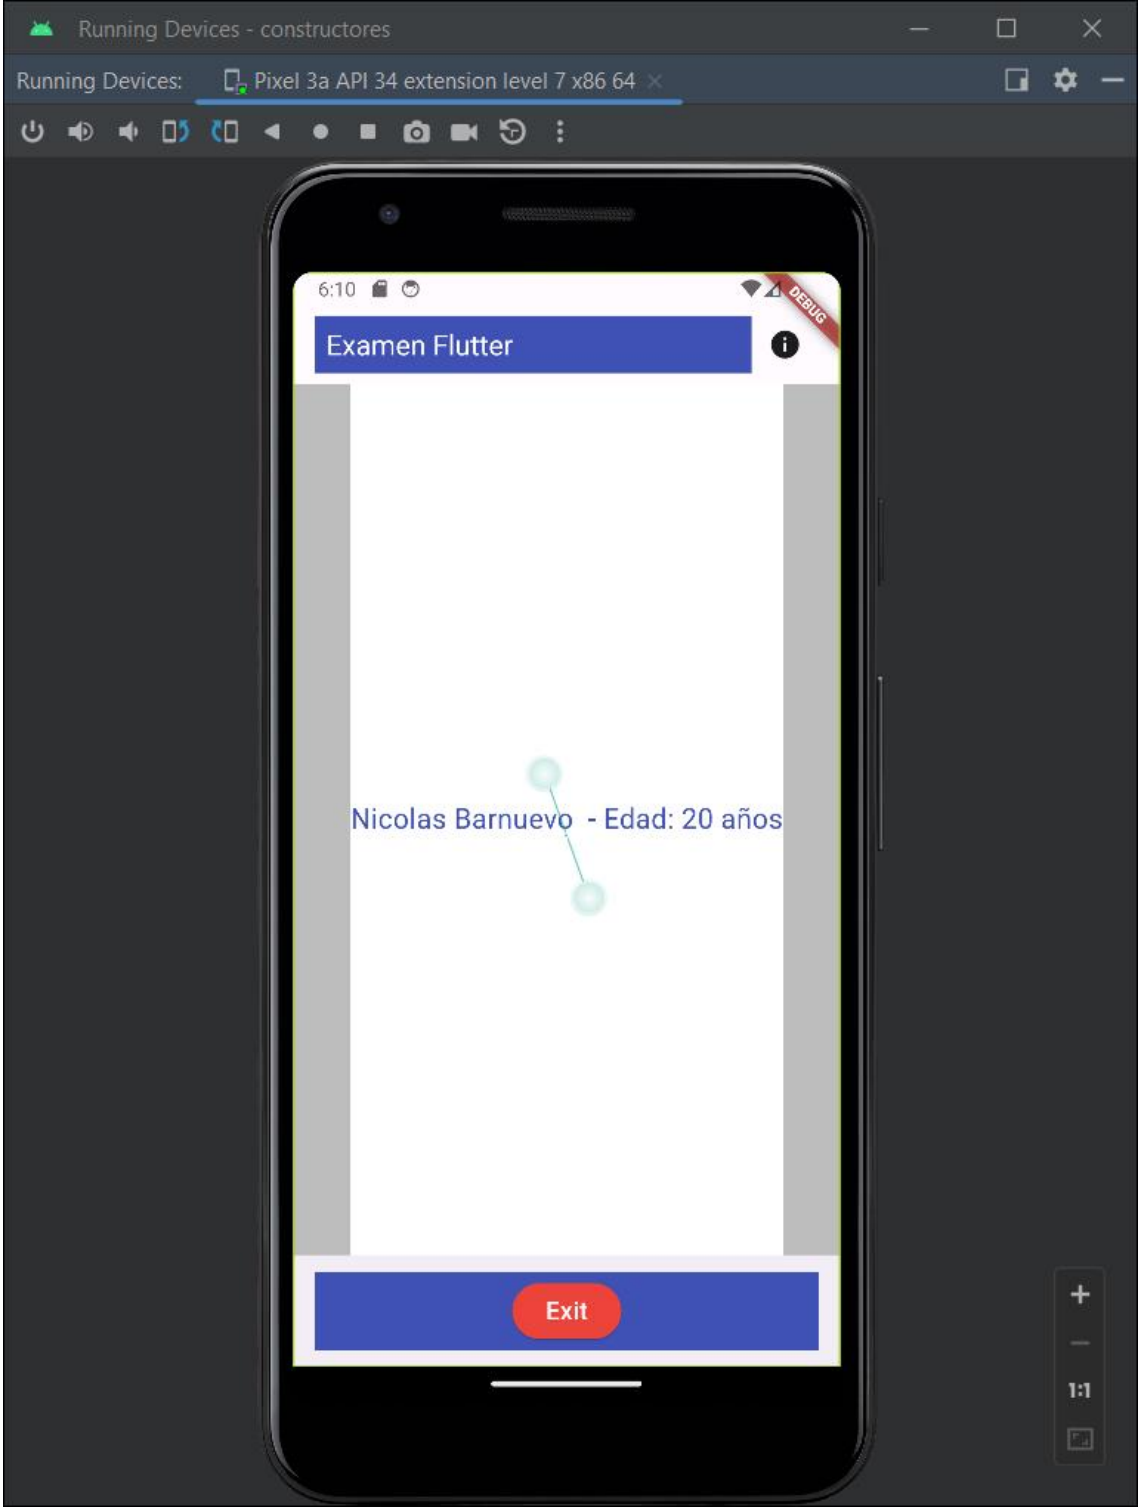 Running Devices - constructores
Running Devices: Pixel 3a API 34 extension level 7 x86 64
6:10
DEBUG
Examen Flutter
Nicolas Barnuevo - Edad: 20 años
Exit
1:1